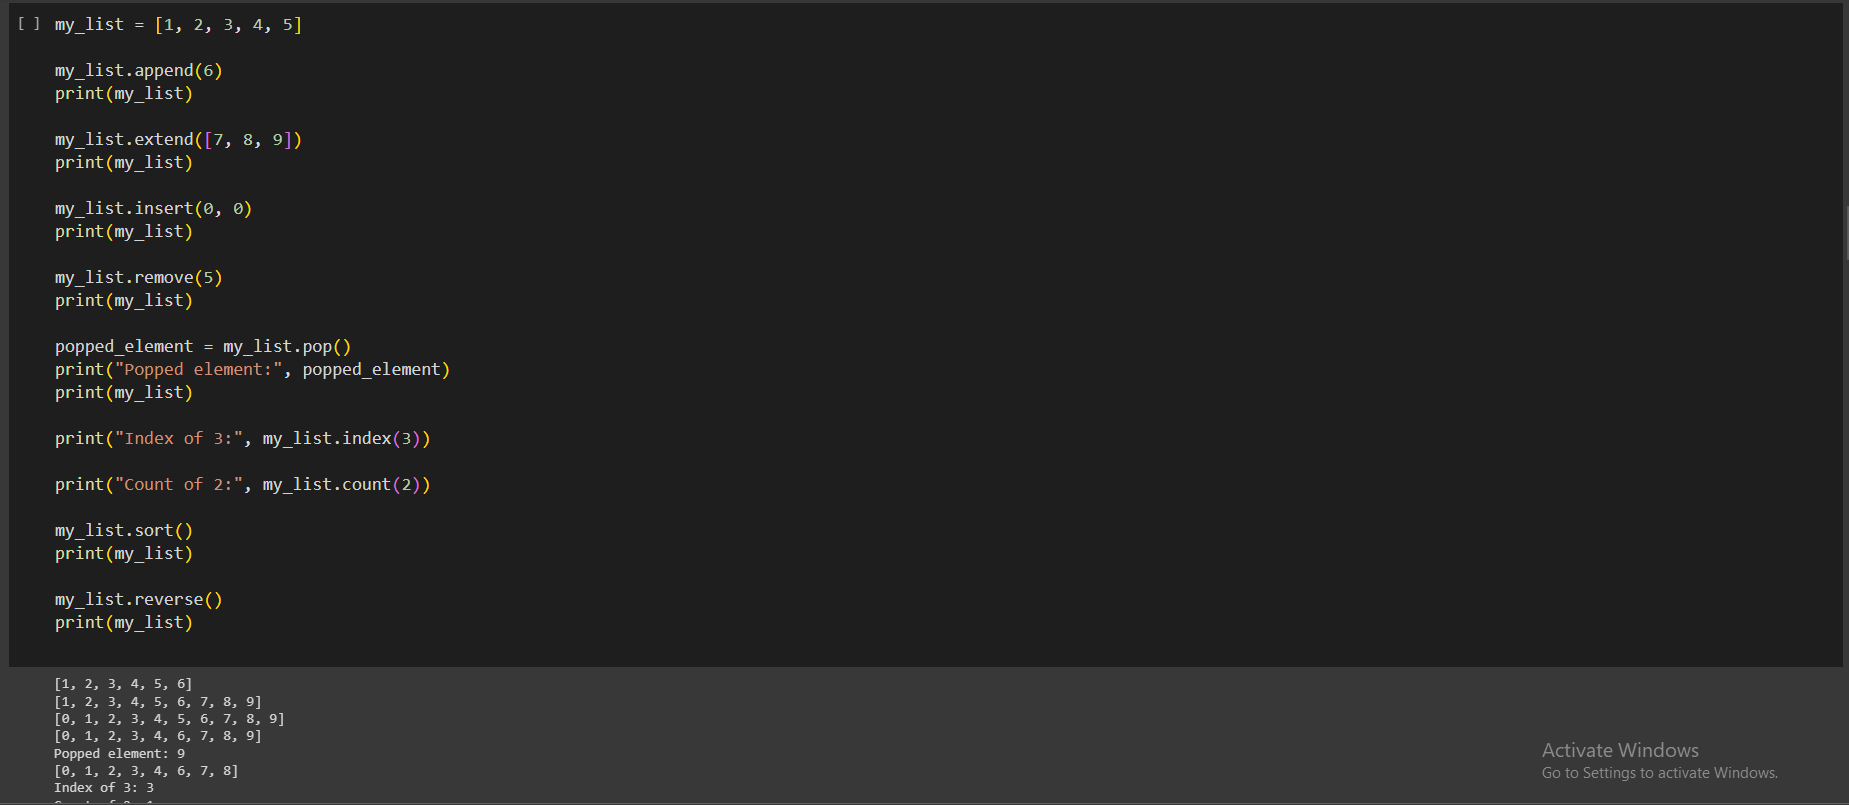 [ ] my_list = [1, 2, 3, 4, 5]
my_list.append(6)
print(my_list)
my_list.extend([7, 8, 9])
print(my_list)
my_list.insert(0, 0)
print(my_list)
my_list.remove(5)
print(my_list)
popped_element = my_list.pop()
print("Popped element:", popped_element)
print(my_list)
print("Index of 3:", my_list.index(3))
print("Count of 2:", my_list.count(2))
my_list.sort()
print(my_list)
my_list.reverse()
print(my_list)
[1, 2, 3, 4, 5, 6]
[1, 2, 3, 4, 5, 6, 7, 8, 9]
[0, 1, 2, 3, 4, 5, 6, 7, 8, 9]
[0, 1, 2, 3, 4, 6, 7, 8, 9]
Popped element: 9
[0, 1, 2, 3, 4, 6, 7, 8]
Index of 3: 3
Activate Windows
Go to Settings to activate Windows.